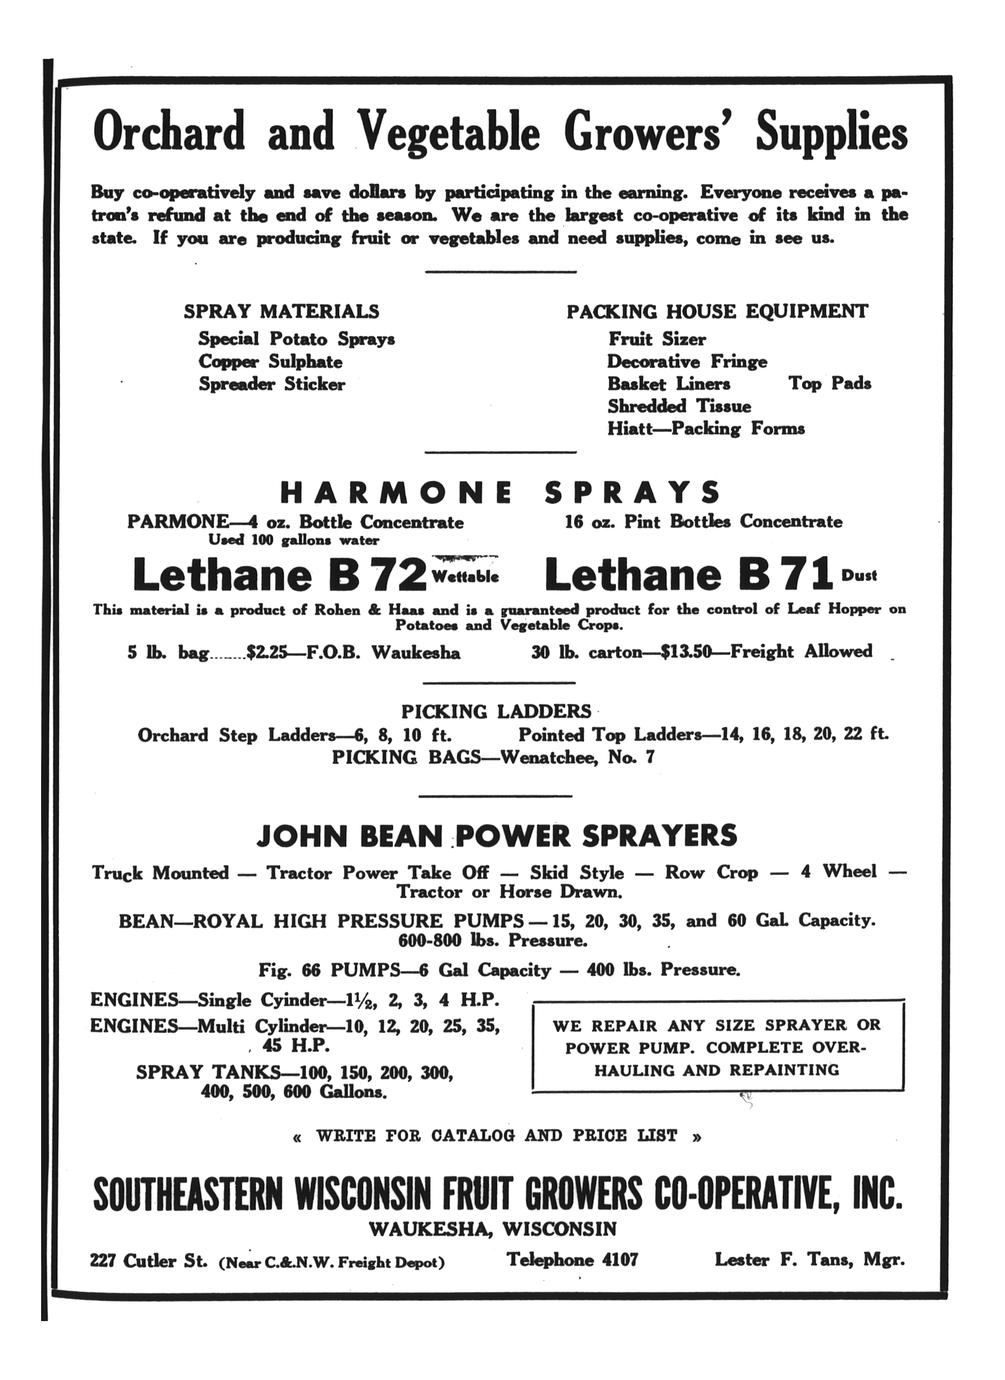 Orchard and Vegetable Growers' Supplies
Buy co-operatively and save dollars by participating in the earning. Everyone receives a pa-
tron's refund at the end of the season. We are the largest co-operative of its kind in the
state. If you are producing fruit or vegetables and need supplies, come in see us.
SPRAY MATERIALS
Special Potato Sprays
Copper Sulphate
Spreader Sticker
PACKING HOUSE EQUIPMENT
Fruit Sizer
Decorative Fringe
Basket Liners Top Pads
Shredded Tissue
Hiatt—Packing Forms
HARMONE SPRAYS
PARMONE—4 oz. Bottle Concentrate 16 oz. Pint Bottles Concentrate
Used 100 gallons water
Lethane B 72 Wettable Lethane B 71 Dust
This material is a product of Rohen & Haas and is a guaranteed product for the control of Leaf Hopper on
Potatoes and Vegetable Crops.
5 lb. bag........$2.25—F.O.B. Waukesha 30 lb. carton—$13.50—Freight Allowed
PICKING LADDERS
Orchard Step Ladders—6, 8, 10 ft. Pointed Top Ladders—14, 16, 18, 20, 22 ft.
PICKING BAGS—Wenatchee, No. 7
JOHN BEAN POWER SPRAYERS
Truck Mounted — Tractor Power Take Off — Skid Style — Row Crop — 4 Wheel —
Tractor or Horse Drawn.
BEAN—ROYAL HIGH PRESSURE PUMPS — 15, 20, 30, 35, and 60 Gal. Capacity.
600-800 lbs. Pressure.
Fig. 66 PUMPS—6 Gal Capacity — 400 lbs. Pressure.
ENGINES—Single Cyinder—1½, 2, 3, 4 H.P.
ENGINES—Multi Cylinder—10, 12, 20, 25, 35,
45 H.P.
SPRAY TANKS—100, 150, 200, 300,
400, 500, 600 Gallons.
WE REPAIR ANY SIZE SPRAYER OR
POWER PUMP. COMPLETE OVER-
HAULING AND REPAINTING
« WRITE FOR CATALOG AND PRICE LIST »
SOUTHEASTERN WISCONSIN FRUIT GROWERS CO-OPERATIVE, INC.
WAUKESHA, WISCONSIN
227 Cutler St. (Near C.&.N.W. Freight Depot) Telephone 4107 Lester F. Tans, Mgr.